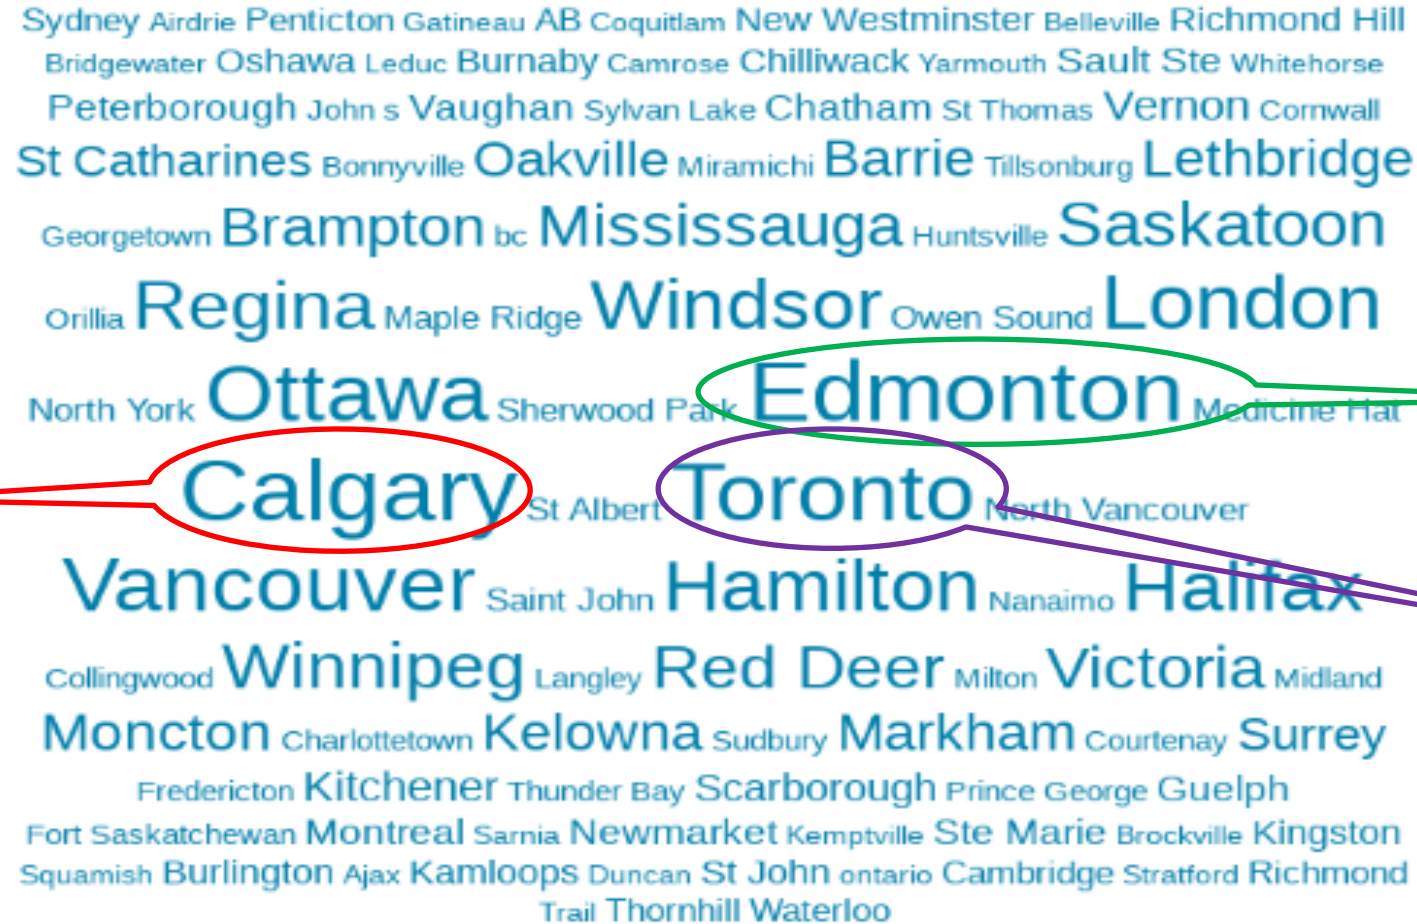 Sydney Airdrie Penticton Gatineau AB Coquitlam New Westminster Belleville Richmond Hill
Bridgewater Oshawa Leduc Burnaby Camrose Chilliwack Yarmouth Sault Ste Whitehorse
Peterborough John s Vaughan Sylvan Lake Chatham St Thomas Vernon Cornwall
St Catharines Bonnyville Oakville Miramichi Barrie Tillsonburg Lethbridge
Georgetown Brampton bc Mississauga Huntsville Saskatoon
Orillia Regina Maple Ridge Windsor Owen Sound London
North York Ottawa Sherwood Park Edmonton Medicine Hat
Calgary St Albert Toronto North Vancouver
Vancouver Saint John Hamilton Nanaimo Halifax
Collingwood Winnipeg Langley Red Deer Milton Victoria Midland
Moncton Charlottetown Kelowna Sudbury Markham Courtenay Surrey
Fredericton Kitchener Thunder Bay Scarborough Prince George Guelph
Fort Saskatchewan Montreal Sarnia Newmarket Kemptville Ste Marie Brockville Kingston
Squamish Burlington Ajax Kamloops Duncan St John ontario Cambridge Stratford Richmond
Trail Thornhill Waterloo